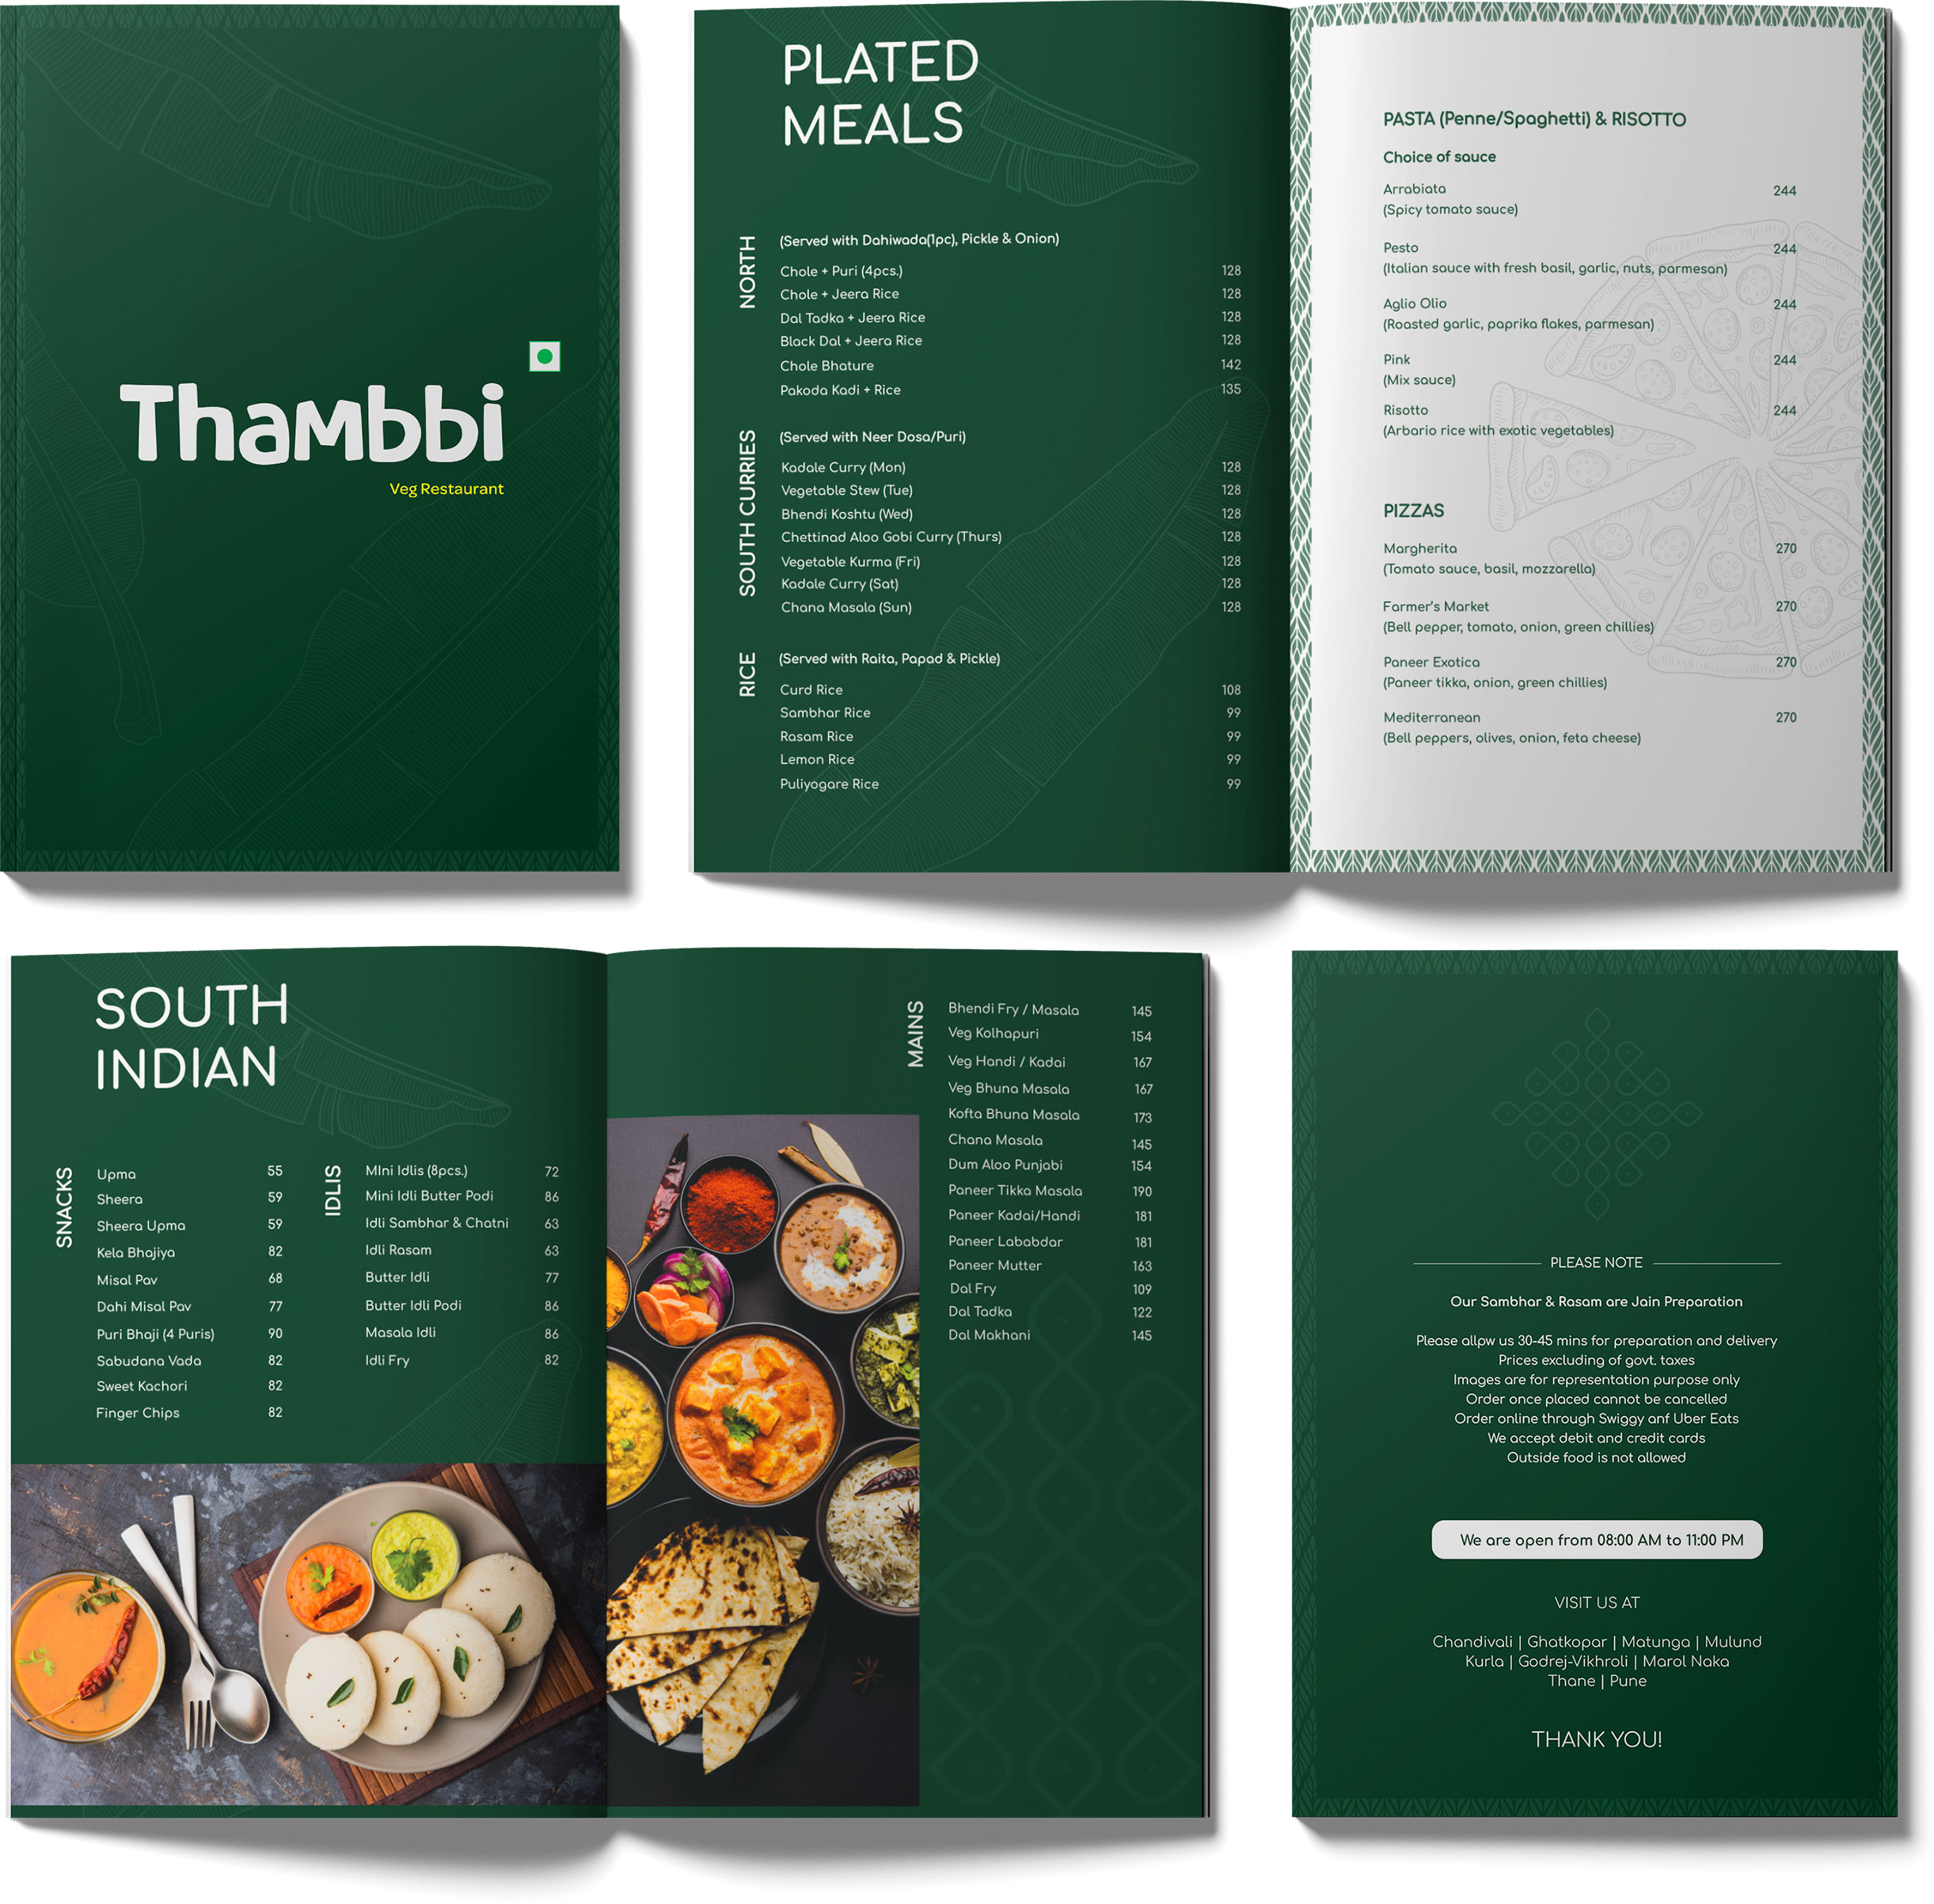 Thambbi
Veg Restaurant
PLATED
MEALS
NORTH
(Served with Dahiwada(1pc), Pickle & Onion)
Chole + Puri (4pcs.) 128
Chole + Jeera Rice 128
Dal Tadka + Jeera Rice 128
Black Dal + Jeera Rice 128
Chole Bhature 142
Pakoda Kadi + Rice 135
SOUTH CURRIES
(Served with Neer Dosa/Puri)
Kadale Curry (Mon) 128
Vegetable Stew (Tue) 128
Bhendi Koshtu (Wed) 128
Chettinad Aloo Gobi Curry (Thurs) 128
Vegetable Kurma (Fri) 128
Kadale Curry (Sat) 128
Chana Masala (Sun) 128
RICE
(Served with Raita, Papad & Pickle)
Curd Rice 108
Sambhar Rice 99
Rasam Rice 99
Lemon Rice 99
Puliyogare Rice 99
PASTA (Penne/Spaghetti) & RISOTTO
Choice of sauce
Arrabiata 244
(Spicy tomato sauce)
Pesto 244
(Italian sauce with fresh basil, garlic, nuts, parmesan)
Aglio Olio 244
(Roasted garlic, paprika flakes, parmesan)
Pink 244
(Mix sauce)
Risotto 244
(Arbario rice with exotic vegetables)
PIZZAS
Margherita 270
(Tomato sauce, basil, mozzarella)
Farmer's Market 270
(Bell pepper, tomato, onion, green chillies)
Paneer Exotica 270
(Paneer tikka, onion, green chillies)
Mediterranean 270
(Bell peppers, olives, onion, feta cheese)
SOUTH
INDIAN
SNACKS
Upma 55
Sheera 59
Sheera Upma 59
Kela Bhajiya 82
Misal Pav 68
Dahi Misal Pav 77
Puri Bhaji (4 Puris) 90
Sabudana Vada 82
Sweet Kachori 82
Finger Chips 82
IDLIS
MIni Idlis (8pcs.) 72
Mini Idli Butter Podi 86
Idli Sambhar & Chatni 63
Idli Rasam 63
Butter Idli 77
Butter Idli Podi 86
Masala Idli 86
Idli Fry 82
MAINS
Bhendi Fry / Masala 145
Veg Kolhapuri 154
Veg Handi / Kadai 167
Veg Bhuna Masala 167
Kofta Bhuna Masala 173
Chana Masala 145
Dum Aloo Punjabi 154
Paneer Tikka Masala 190
Paneer Kadai/Handi 181
Paneer Lababdar 181
Paneer Mutter 163
Dal Fry 109
Dal Tadka 122
Dal Makhani 145
PLEASE NOTE
Our Sambhar & Rasam are Jain Preparation
Please allpw us 30-45 mins for preparation and delivery
Prices excluding of govt. taxes
Images are for representation purpose only
Order once placed cannot be cancelled
Order online through Swiggy anf Uber Eats
We accept debit and credit cards
Outside food is not allowed
We are open from 08:00 AM to 11:00 PM
VISIT US AT
Chandivali | Ghatkopar | Matunga | Mulund
Kurla | Godrej-Vikhroli | Marol Naka
Thane | Pune
THANK YOU!